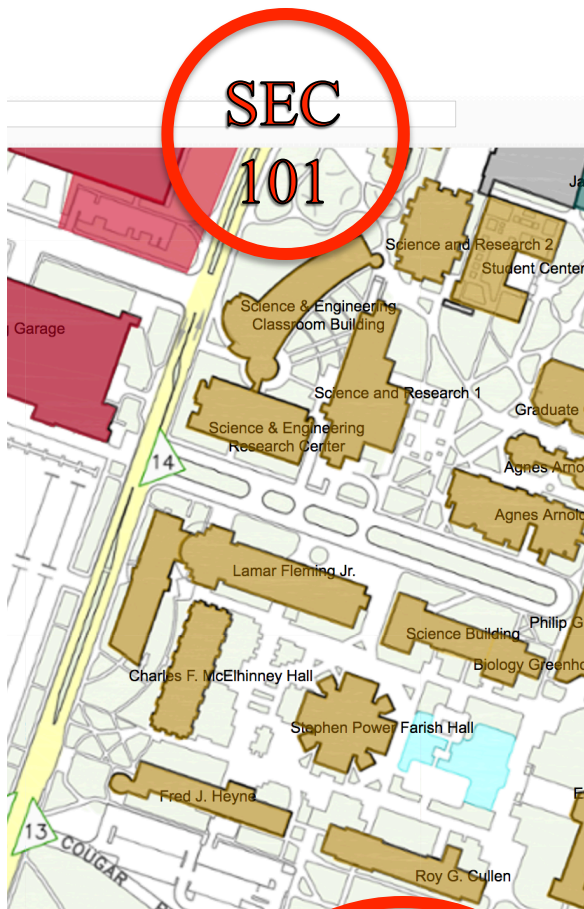 SEC
101
Ja
Science and Research 2
Student Center
Science & Engineering
Classroom Building
Garage
Science and Research 1
Graduate
Science & Engineering
Research Center
Agnes Arno
14
Agnes Arnold
Lamar Fleming Jr.
Philip G
Science Building
Biology Greenho
Charles F. McElhinney Hall
Stephen Power Farish Hall
Fred J. Heyne
13
COUGAR
Roy G. Cullen